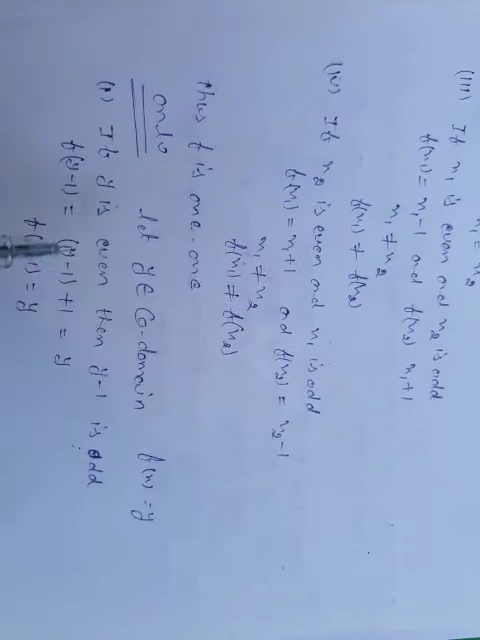 x₁ = x₂
(iii) If x₁ is even and x₂ is odd
f(x₁) = x₁-1 and f(x₂) x₁+1
x₁ ≠ x₂
f(x₁) ≠ f(x₂)
(iv) If x₂ is even and x₁ is odd
f(x₁) = x+1 and f(x₂) = x₂-1
x₁ ≠ x₂
f(x₁) ≠ f(x₂)
Thus f is one-one
onto let y ∈ Co-domain f(x) = y
(i) If y is even then y-1 is odd
f(y-1) = (y-1)+1 = y
f( 1) = y